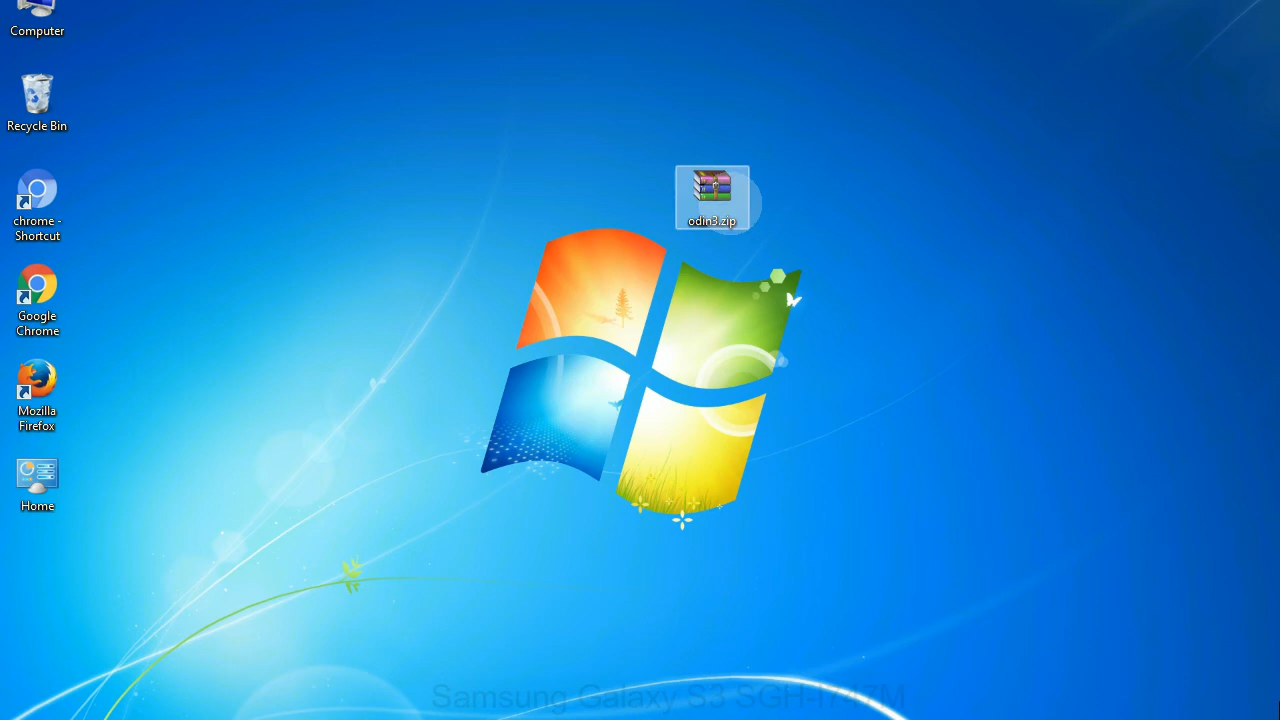 Computer
Recycle Bin
chrome -
Shortcut
Google
Chrome
Mozilla
Firefox
Home
odin3.zip
Samsung Galaxy S3 SGH-I747M